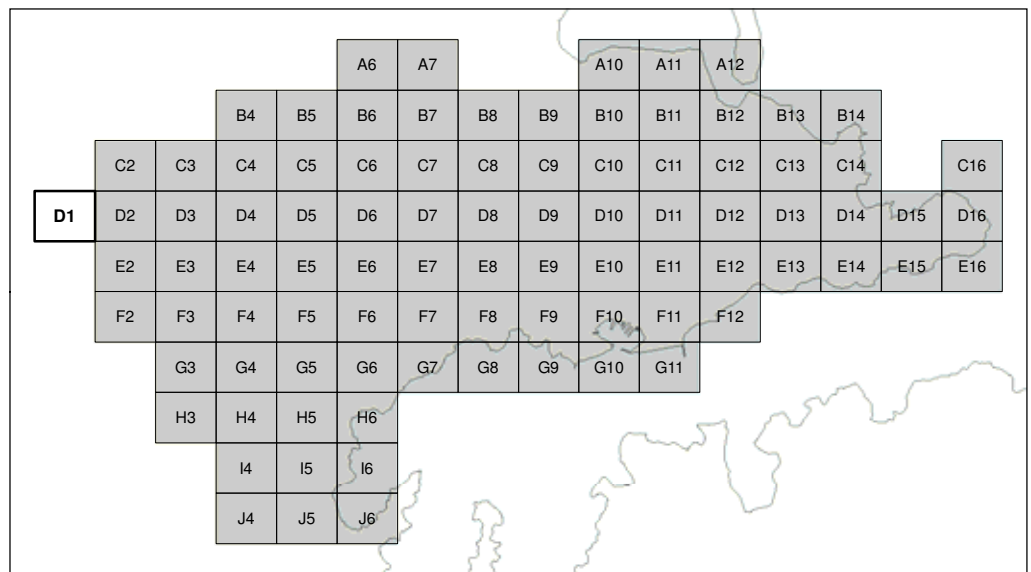 A6 A7 A10 A11 A12
B4 B5 B6 B7 B8 B9 B10 B11 B12 B13 B14
C2 C3 C4 C5 C6 C7 C8 C9 C10 C11 C12 C13 C14 C16
D1 D2 D3 D4 D5 D6 D7 D8 D9 D10 D11 D12 D13 D14 D15 D16
E2 E3 E4 E5 E6 E7 E8 E9 E10 E11 E12 E13 E14 E15 E16
F2 F3 F4 F5 F6 F7 F8 F9 F10 F11 F12
G3 G4 G5 G6 G7 G8 G9 G10 G11
H3 H4 H5 H6
I4 I5 I6
J4 J5 J6